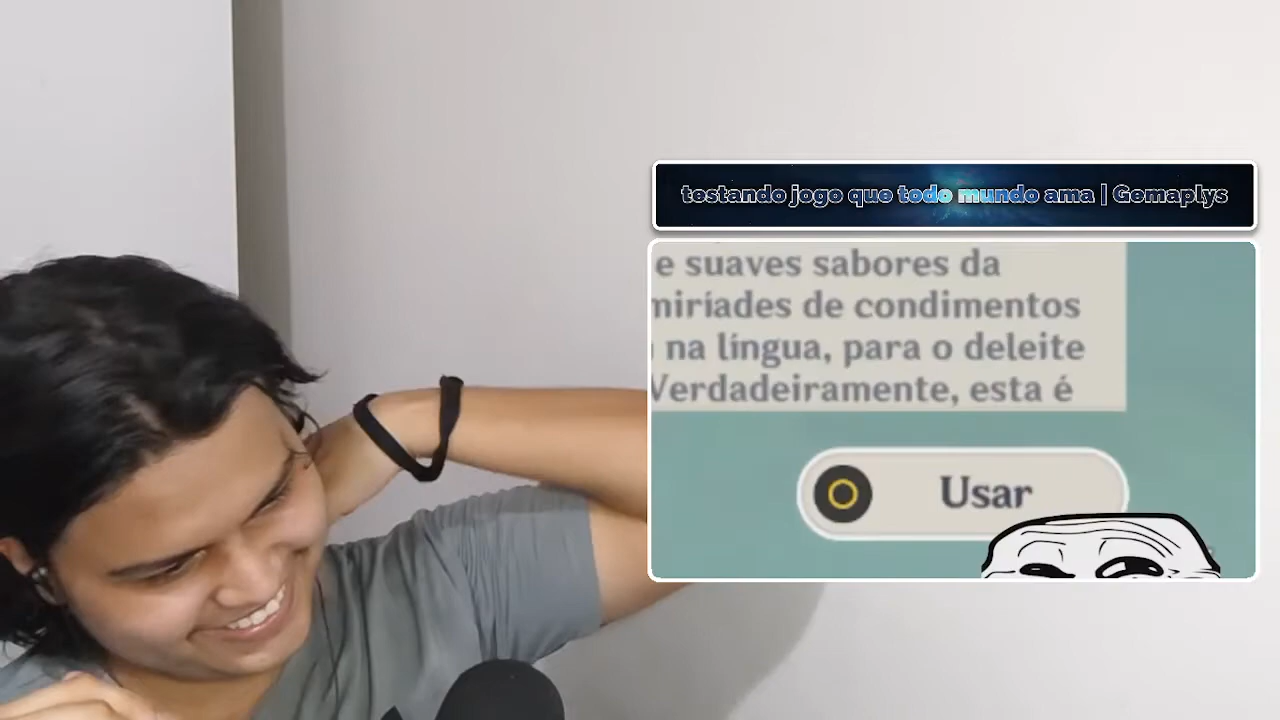 testando jogo que todo mundo ama | Gemaplys
e suaves sabores da
miríades de condimentos
na língua, para o deleite
Verdadeiramente, esta é
Usar